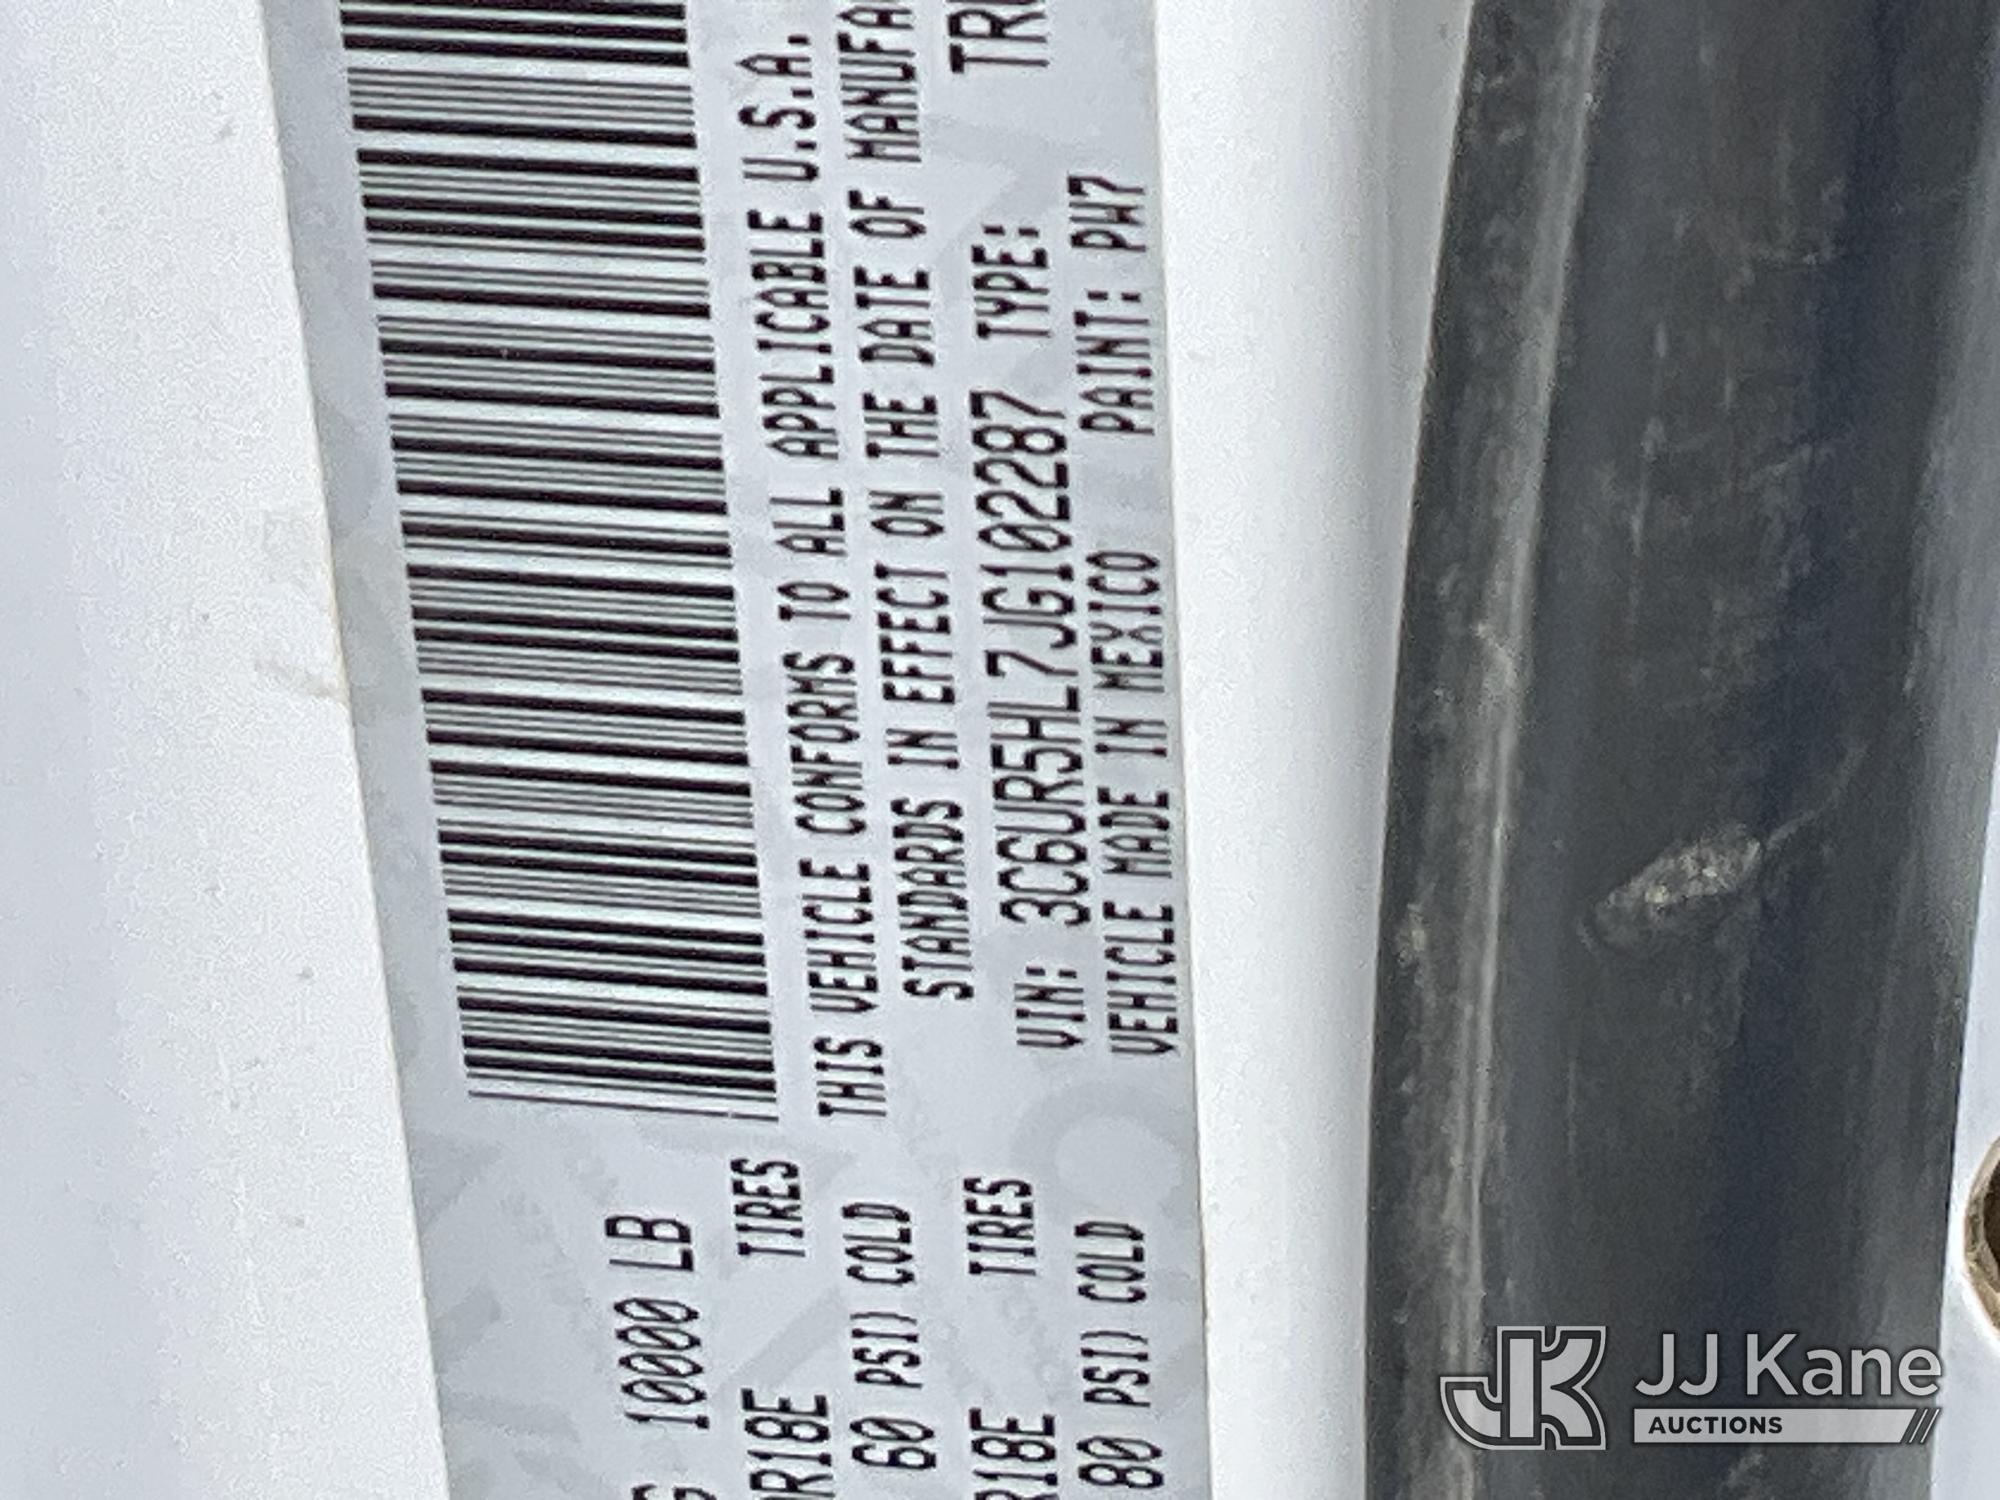 10000 LB
R18E TIRES
60 PSI) COLD
R18E TIRES
80 PSI) COLD
THIS VEHICLE CONFORMS TO ALL APPLICABLE U.S.A.
STANDARDS IN EFFECT ON THE DATE OF MANUFA
VIN: 3C6UR5HL7JG102287 TYPE: TRU
VEHICLE MADE IN MEXICO PAINT: PW7
JJ Kane
AUCTIONS